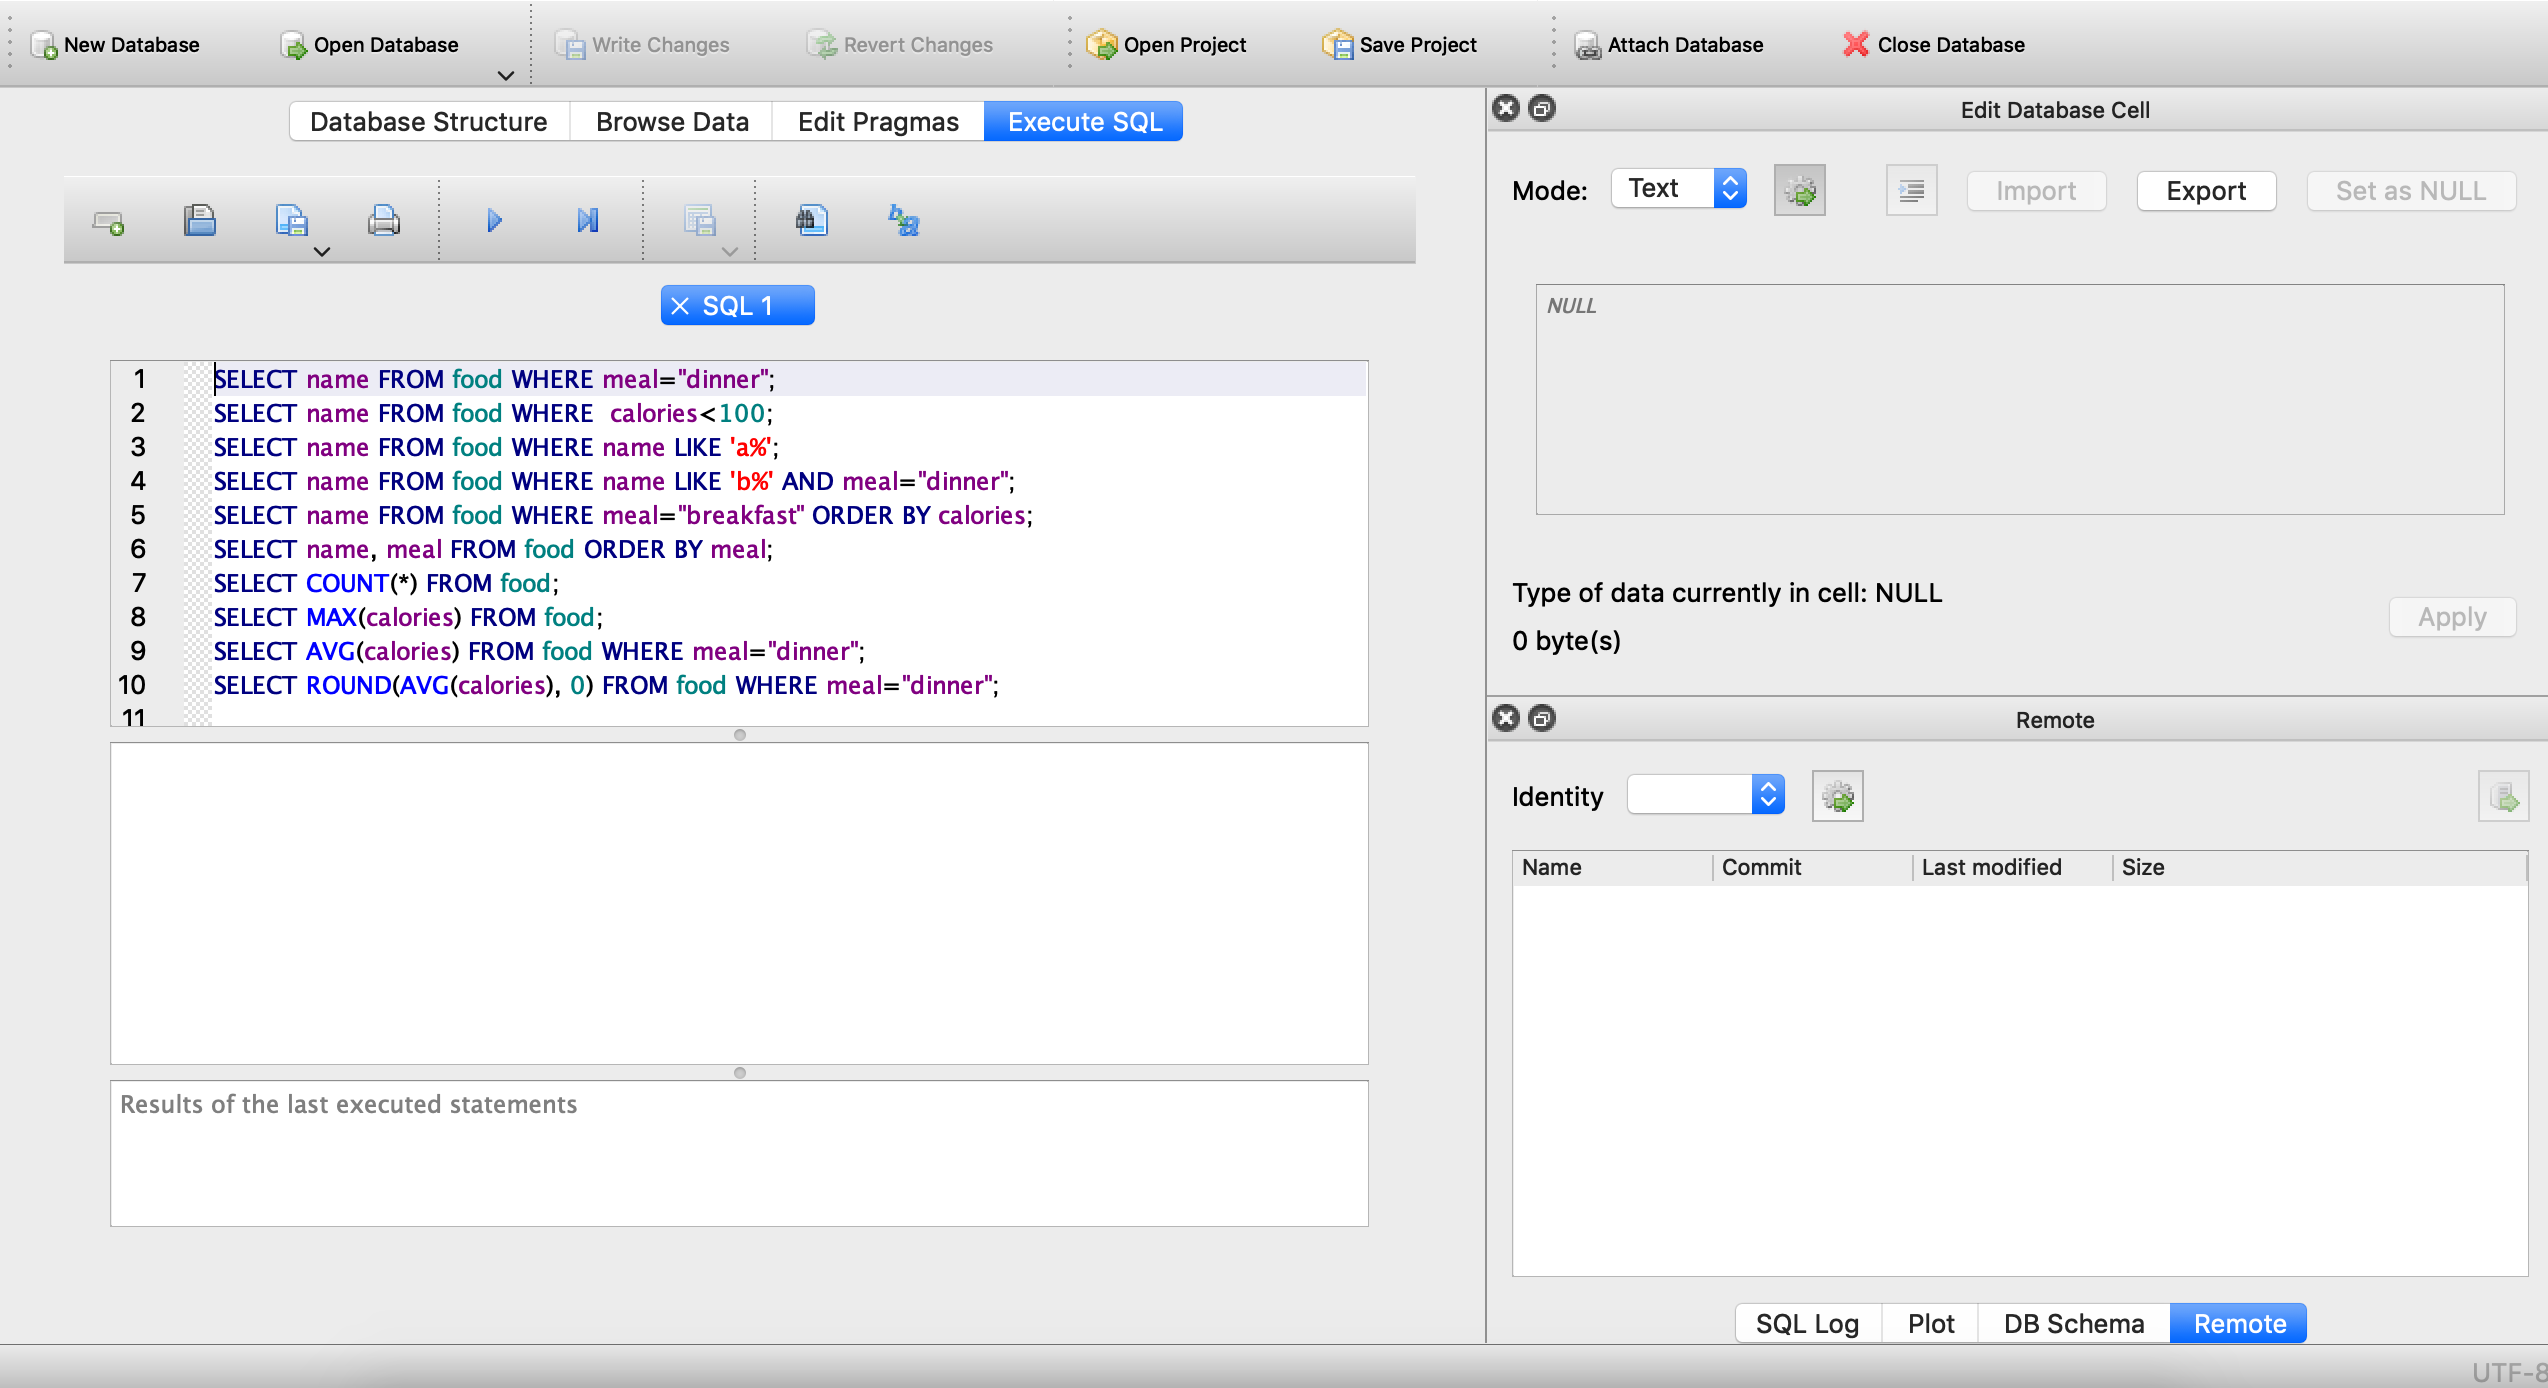 New Database Open Database Write Changes Revert Changes Open Project Save Project Attach Database Close Database
Database Structure Browse Data Edit Pragmas Execute SQL
SQL 1
1 SELECT name FROM food WHERE meal="dinner";
2 SELECT name FROM food WHERE  calories<100;
3 SELECT name FROM food WHERE name LIKE 'a%';
4 SELECT name FROM food WHERE name LIKE 'b%' AND meal="dinner";
5 SELECT name FROM food WHERE meal="breakfast" ORDER BY calories;
6 SELECT name, meal FROM food ORDER BY meal;
7 SELECT COUNT(*) FROM food;
8 SELECT MAX(calories) FROM food;
9 SELECT AVG(calories) FROM food WHERE meal="dinner";
10 SELECT ROUND(AVG(calories), 0) FROM food WHERE meal="dinner";
11
Results of the last executed statements
Edit Database Cell
Mode: Text Import Export Set as NULL
NULL
Type of data currently in cell: NULL
0 byte(s)
Apply
Remote
Identity
Name Commit Last modified Size
SQL Log Plot DB Schema Remote
UTF-8